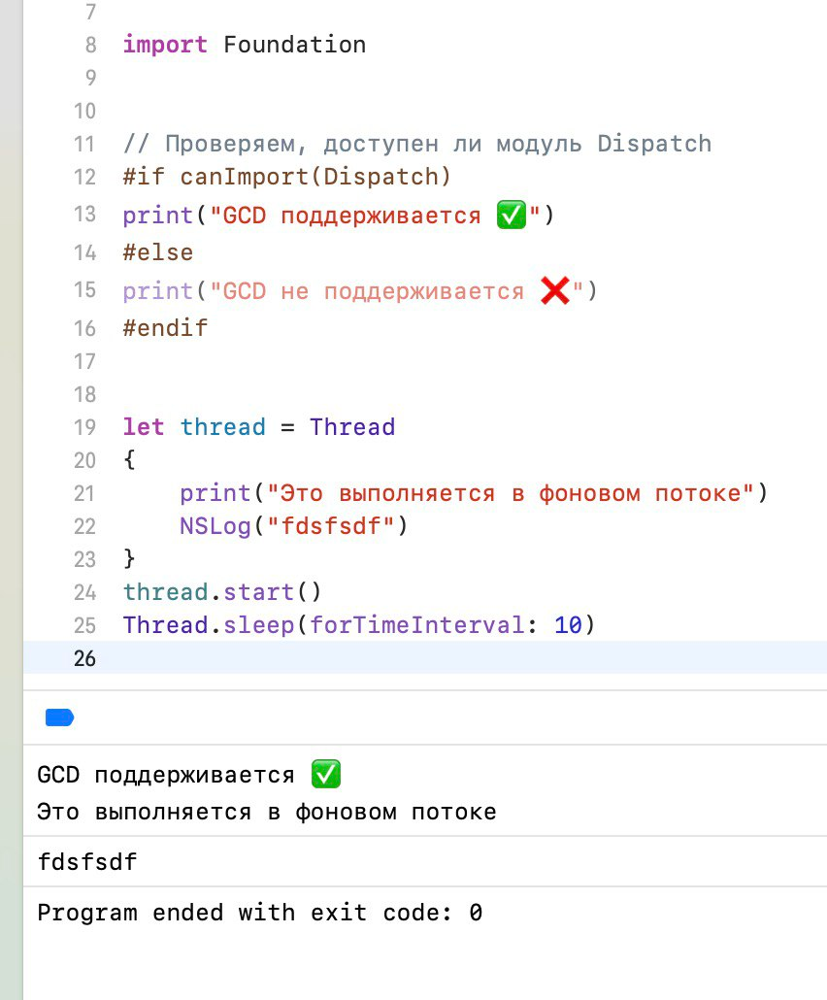 7
8 import Foundation
9
10
11 // Проверяем, доступен ли модуль Dispatch
12 #if canImport(Dispatch)
13 print("GCD поддерживается ✅")
14 #else
15 print("GCD не поддерживается ❌")
16 #endif
17
18
19 let thread = Thread
20 {
21     print("Это выполняется в фоновом потоке")
22     NSLog("fdsfsdf")
23 }
24 thread.start()
25 Thread.sleep(forTimeInterval: 10)
26
GCD поддерживается ✅
Это выполняется в фоновом потоке
fdsfsdf
Program ended with exit code: 0